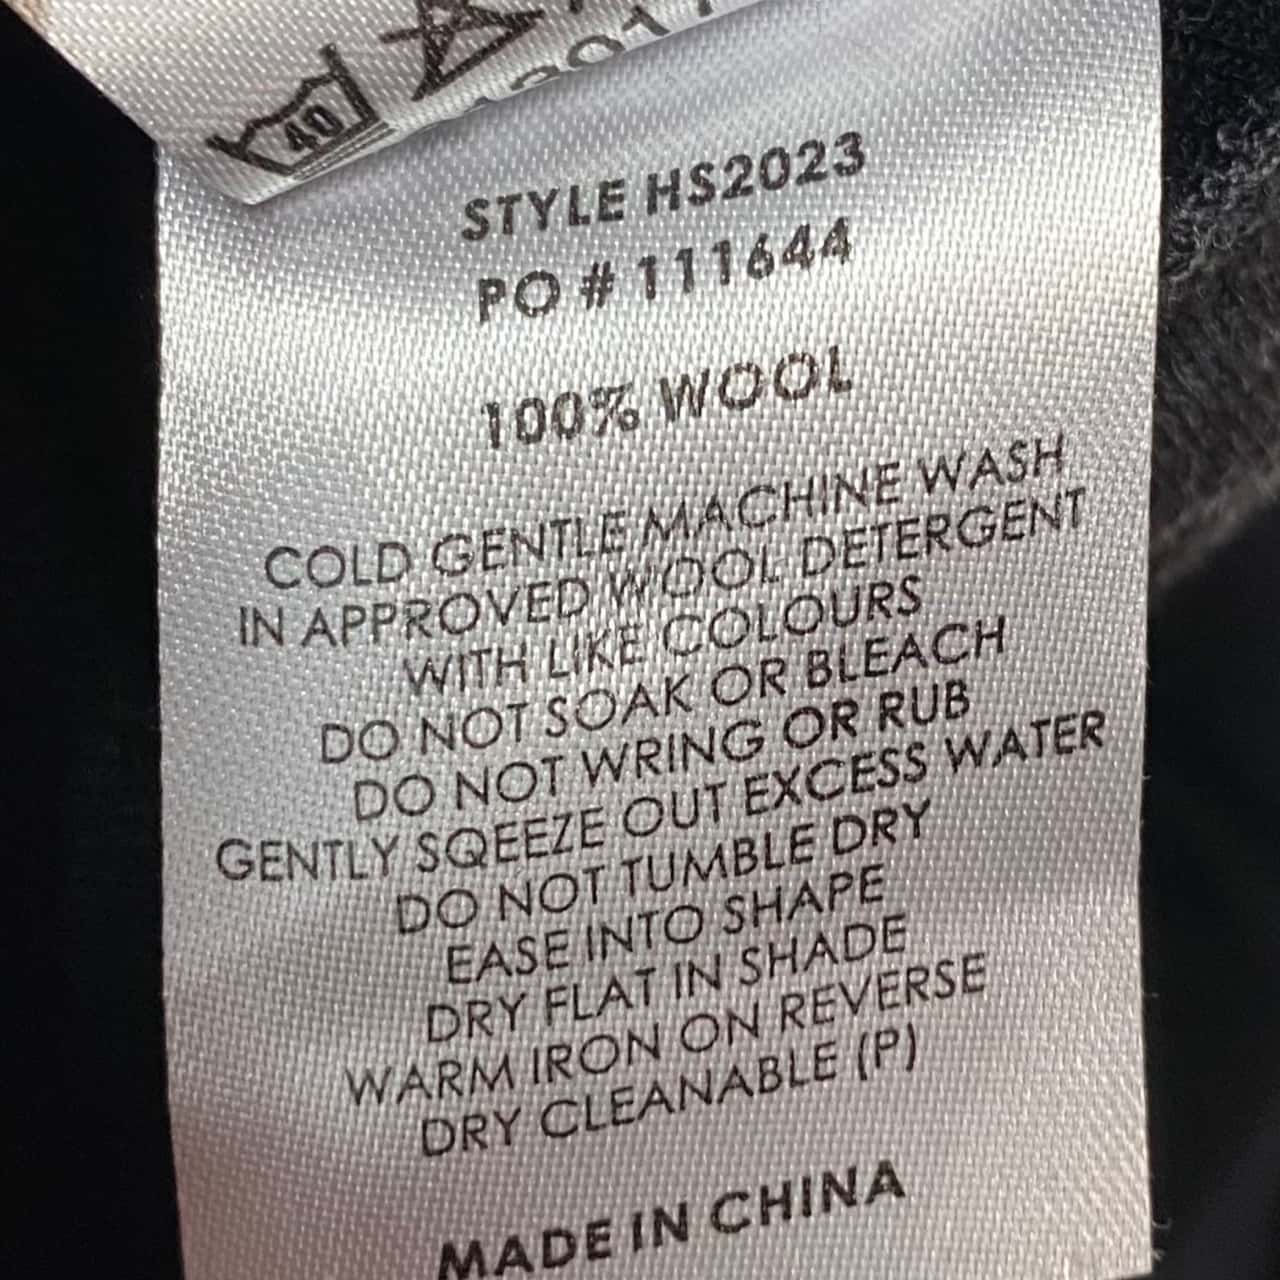 40
STYLE HS2023
PO # 111644
100% WOOL
COLD GENTLE MACHINE WASH
IN APPROVED WOOL DETERGENT
WITH LIKE COLOURS
DO NOT SOAK OR BLEACH
DO NOT WRING OR RUB
GENTLY SQEEZE OUT EXCESS WATER
DO NOT TUMBLE DRY
EASE INTO SHAPE
DRY FLAT IN SHADE
WARM IRON ON REVERSE
DRY CLEANABLE (P)
MADE IN CHINA